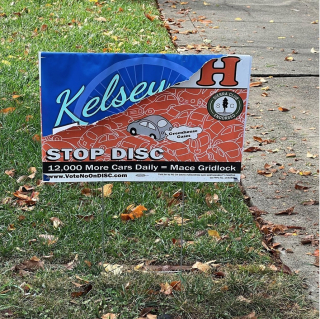 Kelsey H
Greenhouse
Gases
STOP DISC
12,000 More Cars Daily = Mace Gridlock
www.VoteNoOnDISC.com